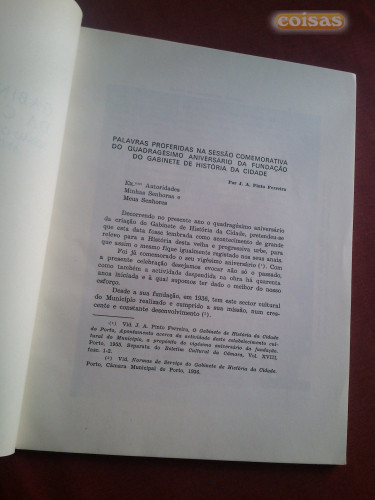 coisas
PALAVRAS PROFERIDAS NA SESSÃO COMEMORATIVA
DO QUADRAGÉSIMO ANIVERSÁRIO DA FUNDAÇÃO
DO GABINETE DE HISTÓRIA DA CIDADE
Por J. A. Pinto Ferreira
Ex.mas Autoridades
Minhas Senhoras e
Meus Senhores
Decorrendo no presente ano o quadragésimo aniversário
da criação do Gabinete de História da Cidade, pretendeu-se
que esta data fosse lembrada como acontecimento de grande
relevo para a História desta velha e progressiva urbe, para
que assim o mesmo fique igualmente registado nos seus anais.
Foi já comemorado o seu vigésimo aniversário (1). Com
a presente celebração desejamos evocar não só o passado,
como também a actividade despendida na obra há quarenta
anos iniciada e à qual supomos ter dado o melhor do nosso
esforço.
Desde a sua fundação, em 1936, tem este sector cultural
do Município realizado e cumprido a sua missão, num cres-
cente e constante desenvolvimento (2).
(1) Vid. J. A. Pinto Ferreira, O Gabinete de História da Cidade
do Porto, Apontamento acerca da actividade deste estabelecimento cul-
tural do Município, a propósito do vigésimo aniversário da fundação.
Porto, 1956. Separata do Boletim Cultural da Câmara, Vol. XVIII,
fasc. 1-2.
(2) Vid. Normas de Serviço do Gabinete de História da Cidade.
Porto, Câmara Municipal do Porto,